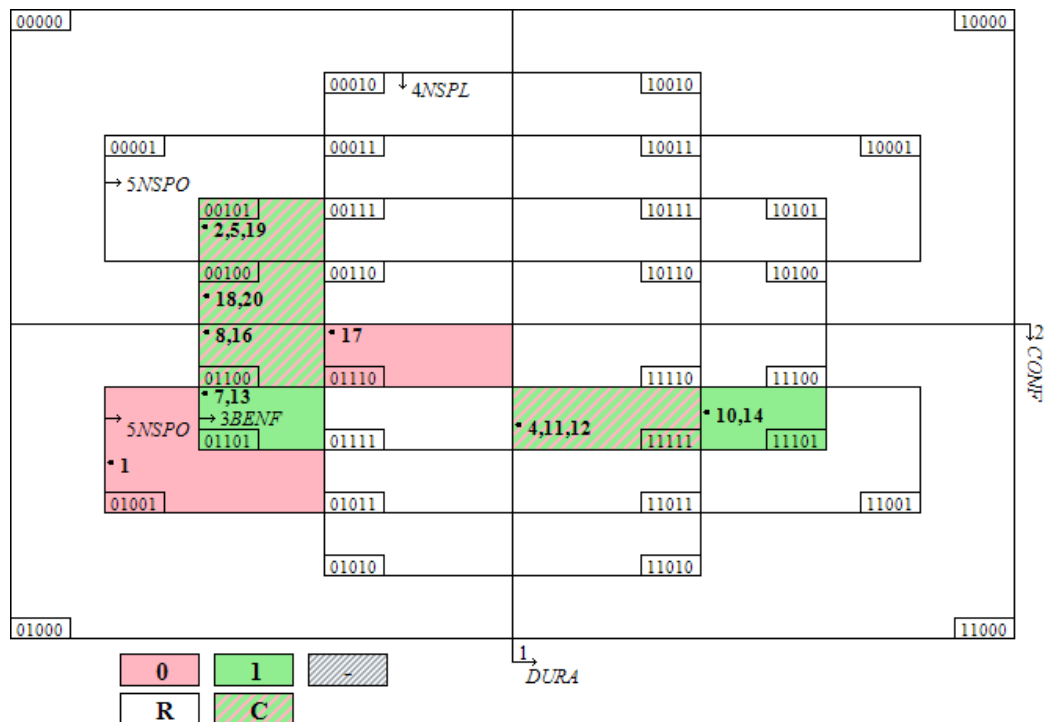 00000 10000
00010 4NSPL 10010
00001 00011 10011 10001
5NSPO
00101 00111 10111 10101
2,5,19
00100 00110 10110 10100
18,20
8,16 17 2
CONF
01100 01110 11110 11100
7,13
5NSPO 3BENF 4,11,12 10,14
01101 01111 11111 11101
1
01001 01011 11011 11001
01010 11010
01000 11000
1
DURA
0 1 -
R C